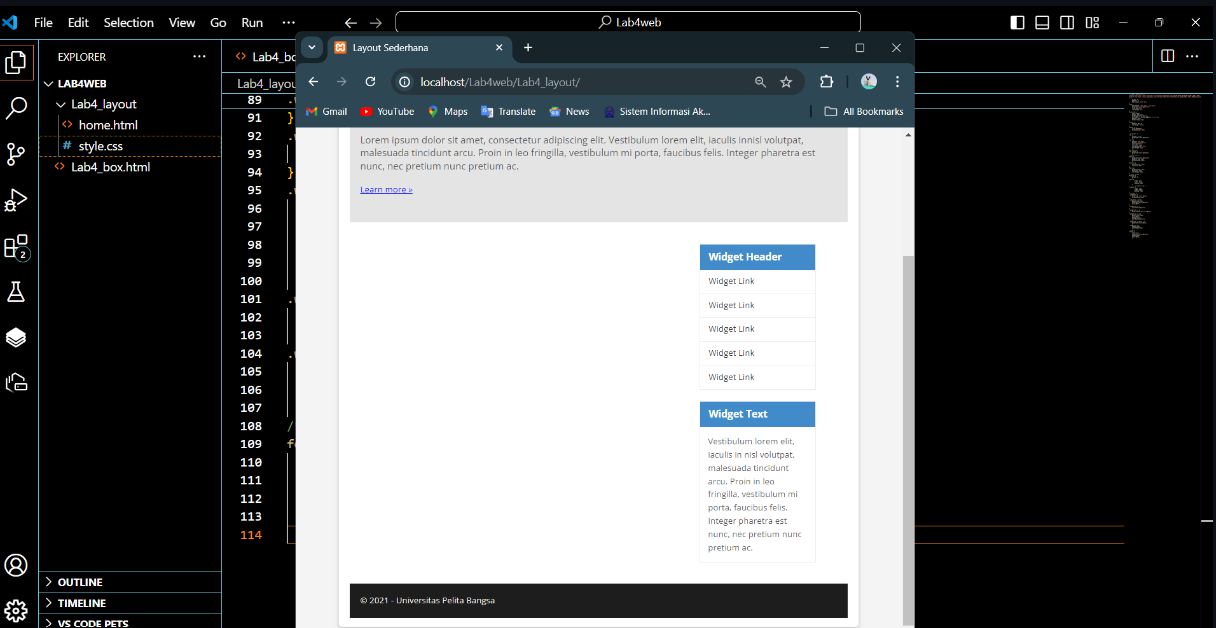 File Edit Selection View Go Run ···
Lab4web
EXPLORER
LAB4WEB
Lab4_layout
home.html
style.css
Lab4_box.html
OUTLINE
TIMELINE
VS CODE PETS
2
Lab4_bo
Lab4_layout
89
91 }
92
93
94 }
95
96
97
98
99
100
101
102
103
104
105
106
107
108 /
109
110
111
112
113
114
Layout Sederhana
localhost/Lab4web/Lab4_layout/
Gmail YouTube Maps Translate News Sistem Informasi Ak... All Bookmarks
Lorem ipsum dolor sit amet, consectetur adipiscing elit. Vestibulum lorem elit, iaculis innisl volutpat,
malesuada tincidunt arcu. Proin in leo fringilla, vestibulum mi porta, faucibus felis. Integer pharetra est
nunc, nec pretium nunc pretium ac.
Learn more »
Widget Header
Widget Link
Widget Link
Widget Link
Widget Link
Widget Link
Widget Text
Vestibulum lorem elit,
iaculis in nisl volutpat,
malesuada tincidunt
arcu. Proin in leo
fringilla, vestibulum mi
porta, faucibus felis.
Integer pharetra est
nunc, nec pretium nunc
pretium ac.
© 2021 - Universitas Pelita Bangsa